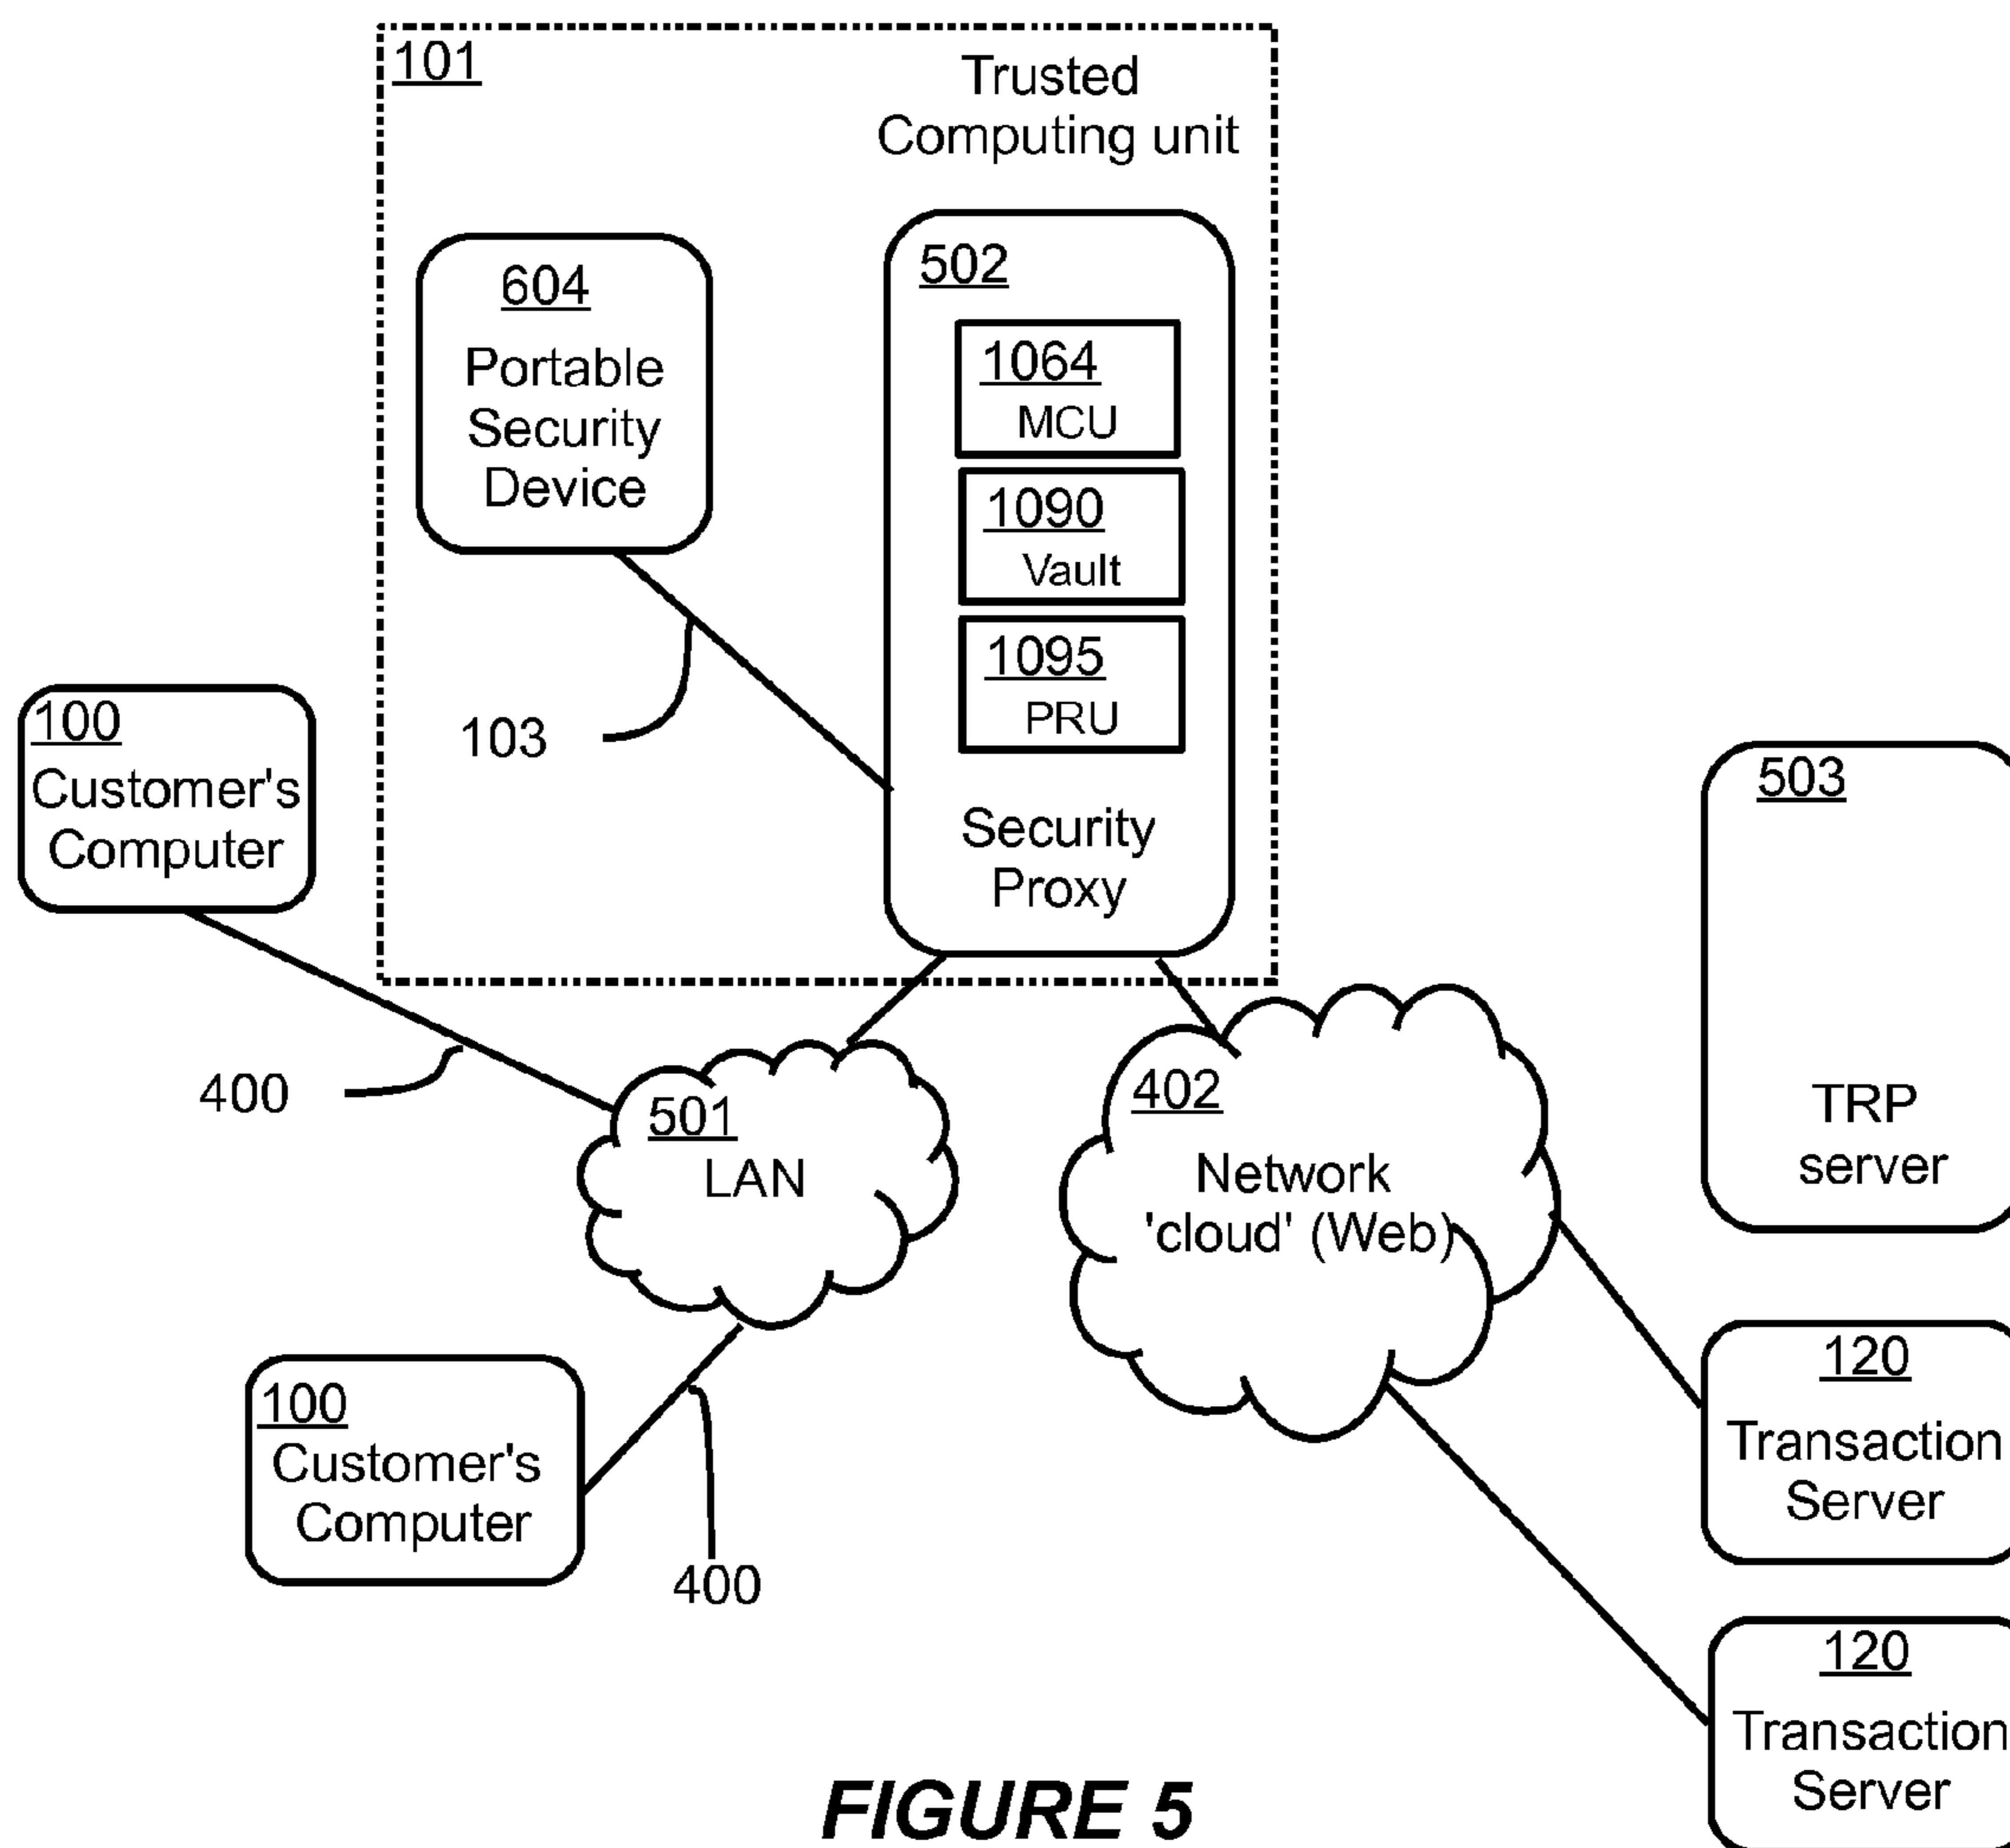 101
Trusted
Computing unit
604
Portable
Security
Device
502
1064
MCU
1090
Vault
1095
PRU
Security
Proxy
103
100
Customer's
Computer
503
TRP
server
400
501
LAN
402
Network
'cloud' (Web)
120
Transaction
Server
100
Customer's
Computer
400
120
Transaction
Server
FIGURE 5